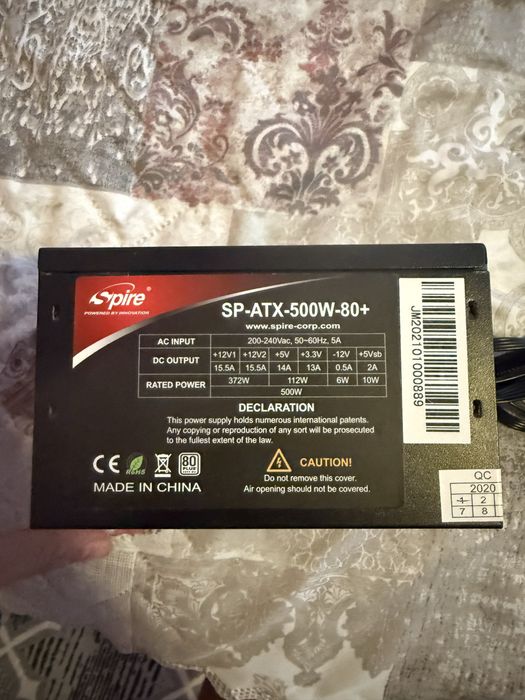 Spire
POWERED BY INNOVATION
SP-ATX-500W-80+
www.spire-corp.com
AC INPUT 200-240Vac, 50~60Hz, 5A
DC OUTPUT +12V1 +12V2 +5V +3.3V -12V +5Vsb
15.5A 15.5A 14A 13A 0.5A 2A
RATED POWER 372W 112W 6W 10W
500W
DECLARATION
This power supply holds numerous international patents.
Any copying or reproduction of any sort will be prosecuted
to the fullest extent of the law.
CE RoHS 80 PLUS
MADE IN CHINA
CAUTION!
Do not remove this cover.
Air opening should not be covered.
JM202101000889
QC
2020
1 2
7 8